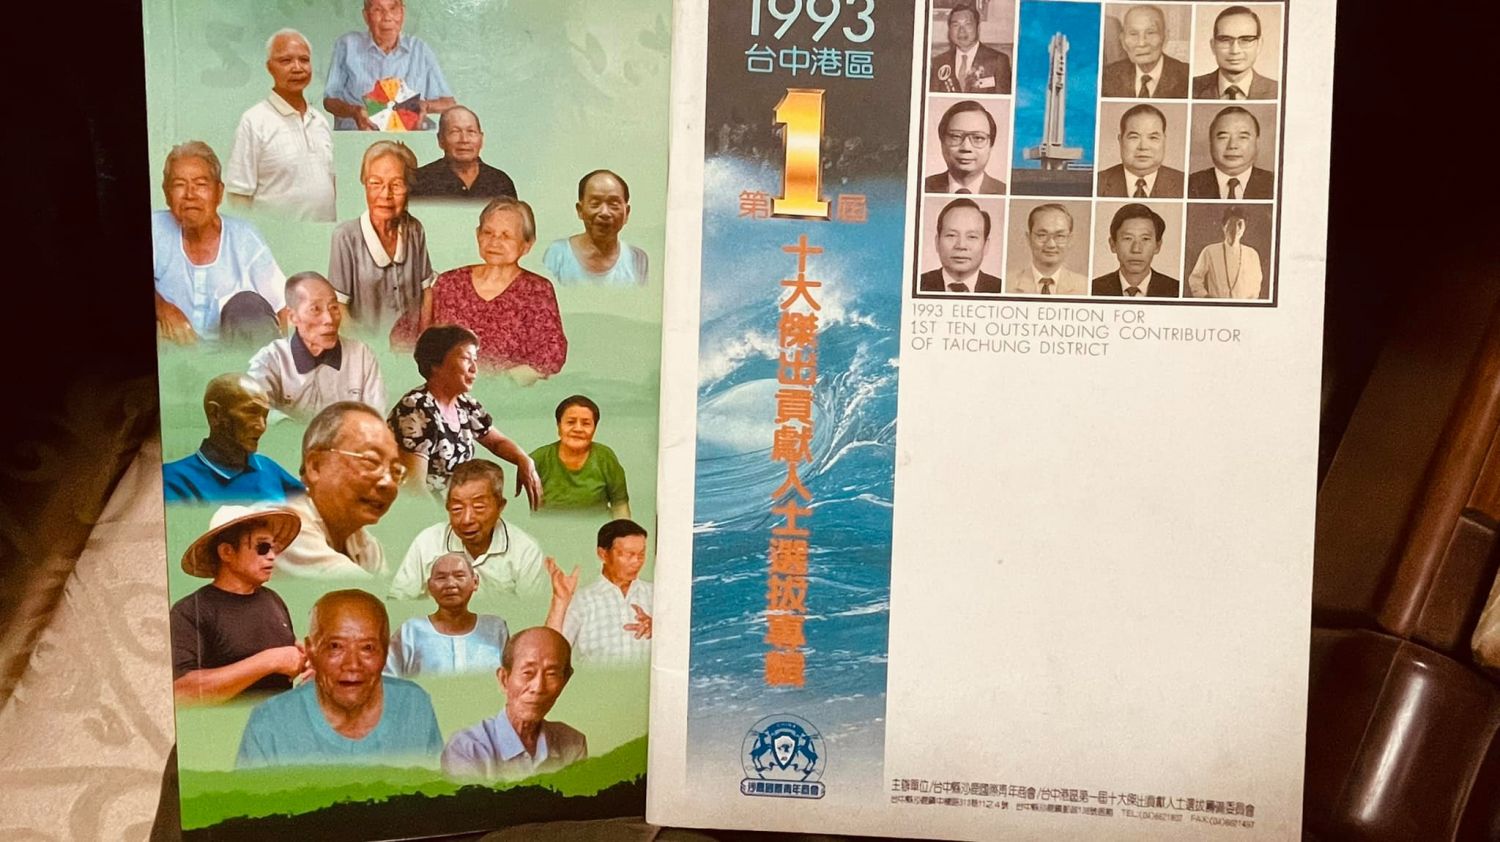 1993
台中港區
第1屆
十大傑出貢獻人士選拔專輯
1993 ELECTION EDITION FOR
1ST TEN OUTSTANDING CONTRIBUTOR
OF TAICHUNG DISTRICT
沙鹿國際青年商會
主辦單位/台中縣沙鹿國際青年商會/台中港區第一屆十大傑出貢獻人士選拔籌備委員會